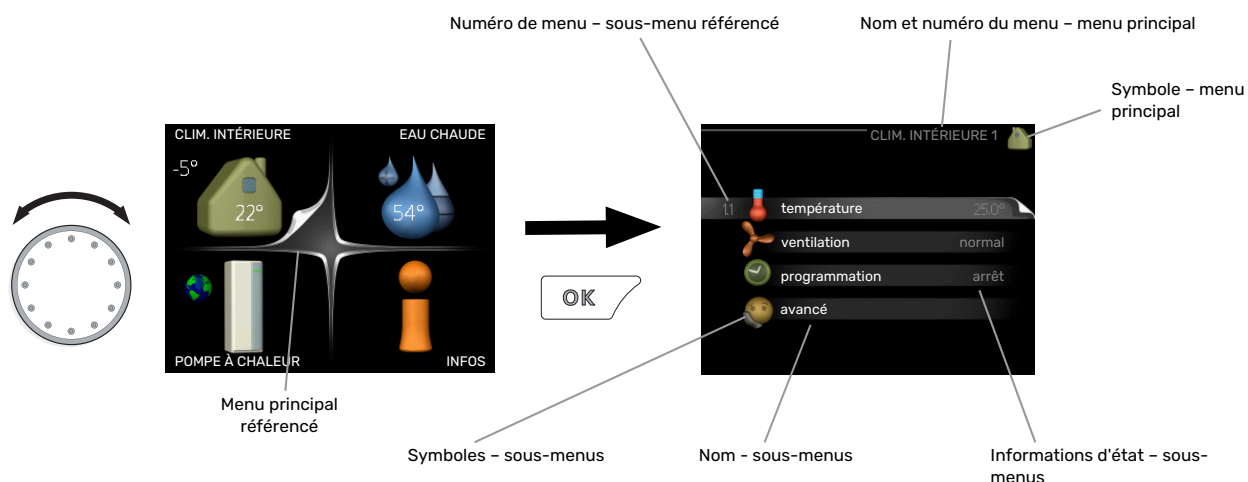 Numéro de menu – sous-menu référencé
Nom et numéro du menu – menu principal
Symbole – menu
principal
CLIM. INTÉRIEURE
EAU CHAUDE
-5°
22°
54°
POMPE À CHALEUR
INFOS
OK
CLIM. INTÉRIEURE 1
1.1
température
25.0°
ventilation
normal
programmation
arrêt
avancé
Menu principal
référencé
Symboles – sous-menus
Nom - sous-menus
Informations d'état – sous-
menus